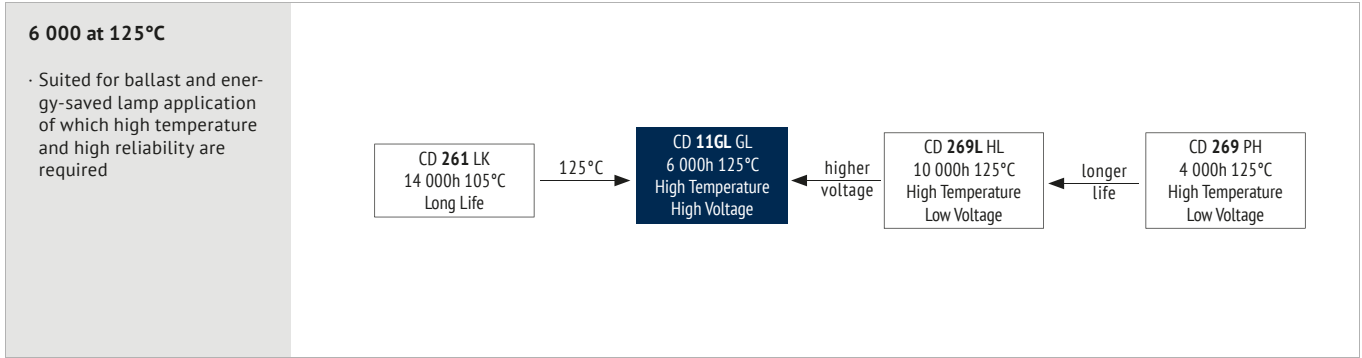 6 000 at 125°C
· Suited for ballast and ener-
gy-saved lamp application
of which high temperature
and high reliability are
required
CD 261 LK
14 000h 105°C
Long Life
125°C
CD 11GL GL
6 000h 125°C
High Temperature
High Voltage
higher
voltage
CD 269L HL
10 000h 125°C
High Temperature
Low Voltage
longer
life
CD 269 PH
4 000h 125°C
High Temperature
Low Voltage